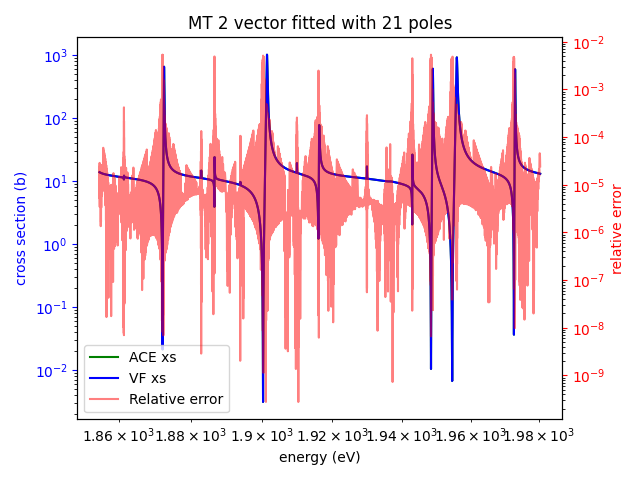 MT 2 vector fitted with 21 poles
10³
10²
10¹
10⁰
10⁻¹
10⁻²
cross section (b)
10⁻²
10⁻³
10⁻⁴
10⁻⁵
10⁻⁶
10⁻⁷
10⁻⁸
10⁻⁹
relative error
ACE xs
VF xs
Relative error
1.86 × 10³ 1.88 × 10³ 1.9 × 10³ 1.92 × 10³ 1.94 × 10³ 1.96 × 10³ 1.98 × 10³
energy (eV)